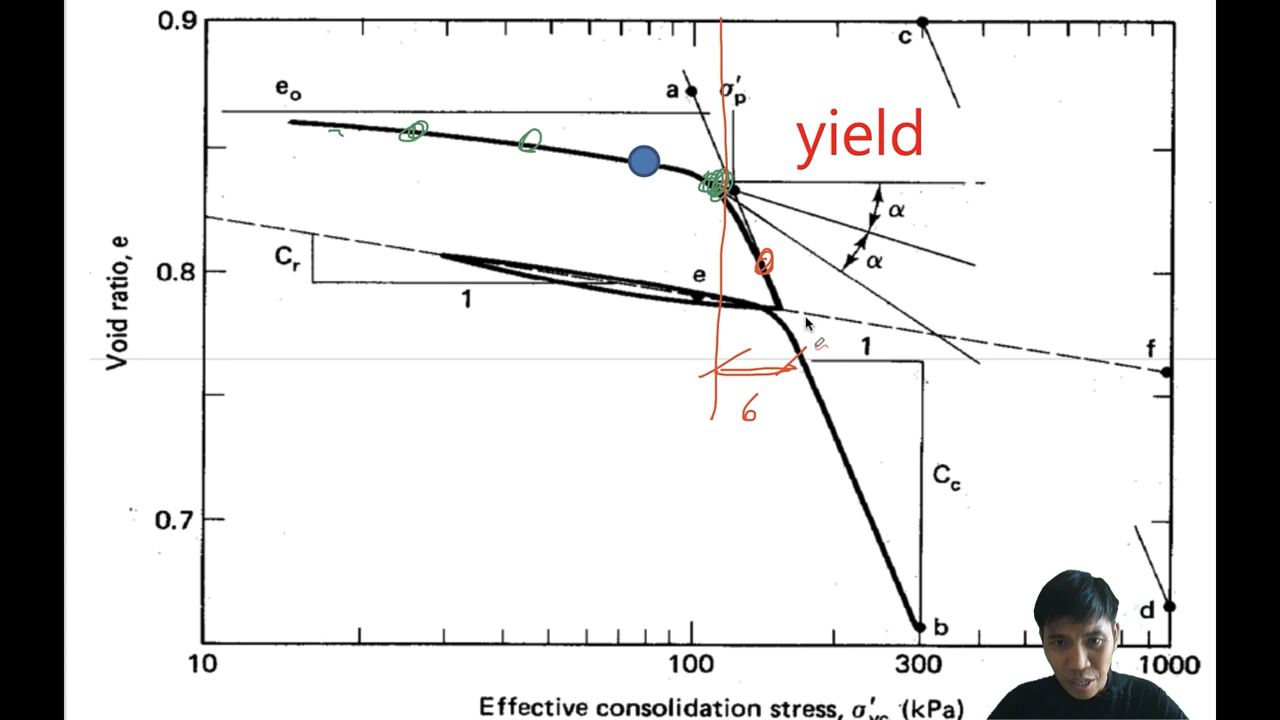 0.9
c
e₀
a
σ'p
yield
α
α
Cr
1
e
0.8
Void ratio, e
1
f
6
Cc
0.7
b
d
10
100
300
1000
Effective consolidation stress, σ'vc (kPa)